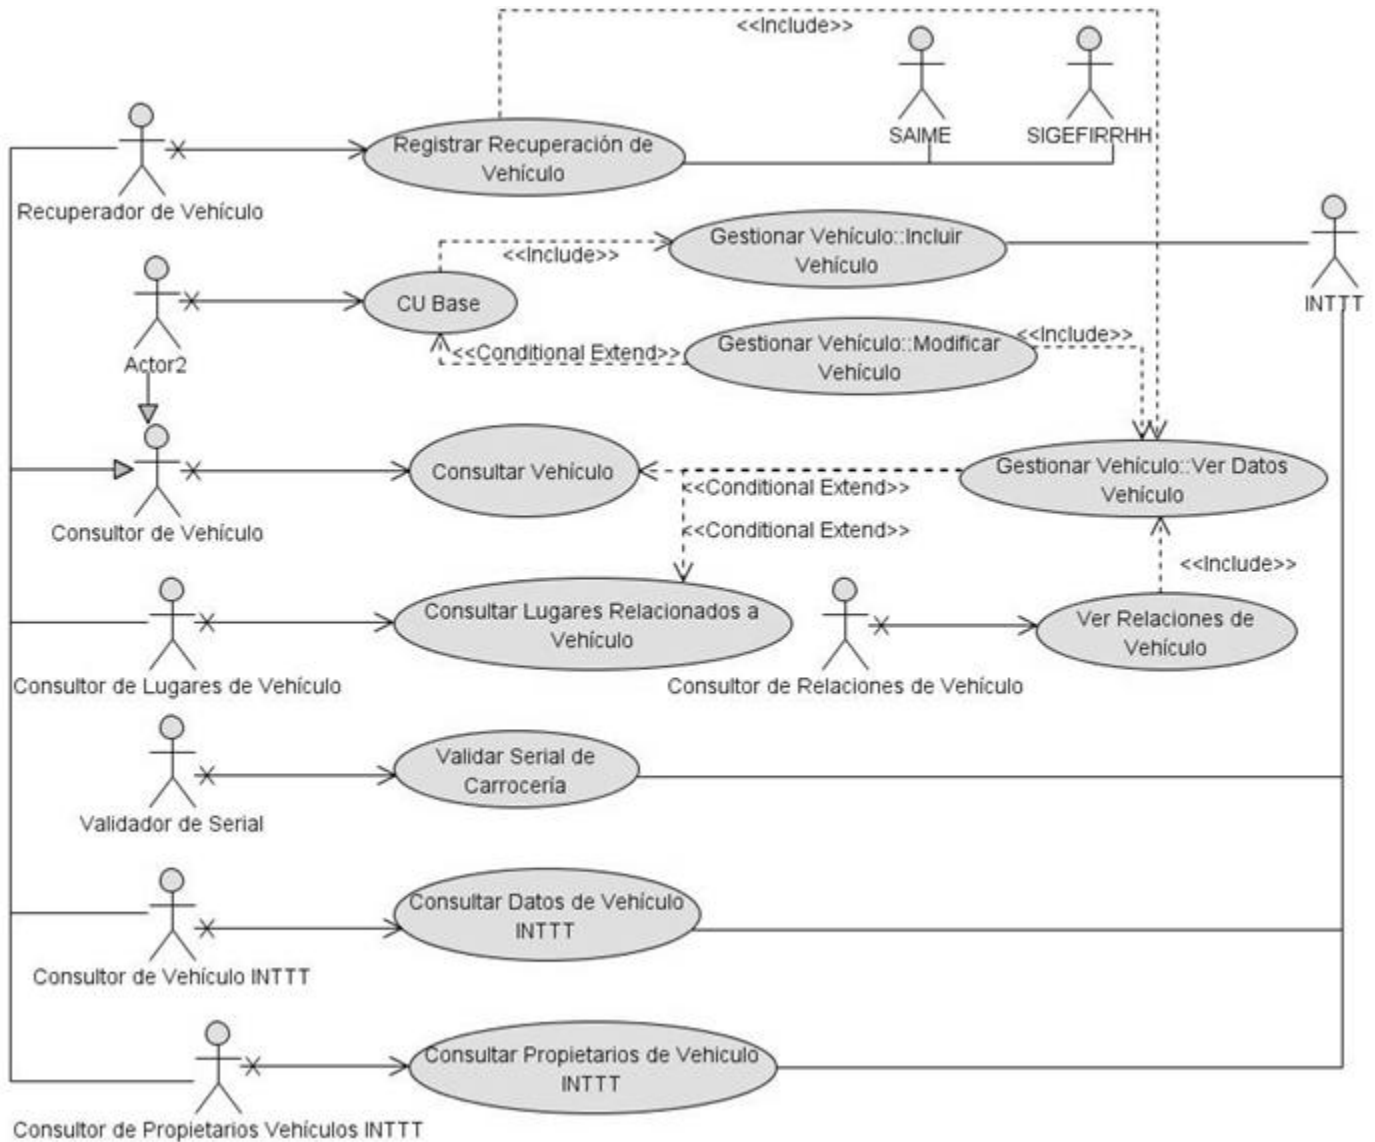 <<Include>>
SAIME
SIGEFIRRHH
Registrar Recuperación de
Vehículo
Recuperador de Vehículo
Gestionar Vehículo::Incluir
Vehículo
<<Include>>
INTTT
CU Base
Actor2
<<Conditional Extend>>
Gestionar Vehículo::Modificar
Vehículo
<<Include>>
Consultar Vehículo
Consultor de Vehículo
<<Conditional Extend>>
<<Conditional Extend>>
Gestionar Vehículo::Ver Datos
Vehículo
<<Include>>
Consultar Lugares Relacionados a
Vehículo
Consultor de Lugares de Vehículo
Ver Relaciones de
Vehículo
Consultor de Relaciones de Vehículo
Validar Serial de
Carrocería
Validador de Serial
Consultar Datos de Vehículo
INTTT
Consultor de Vehículo INTTT
Consultar Propietarios de Vehiculo
INTTT
Consultor de Propietarios Vehículos INTTT